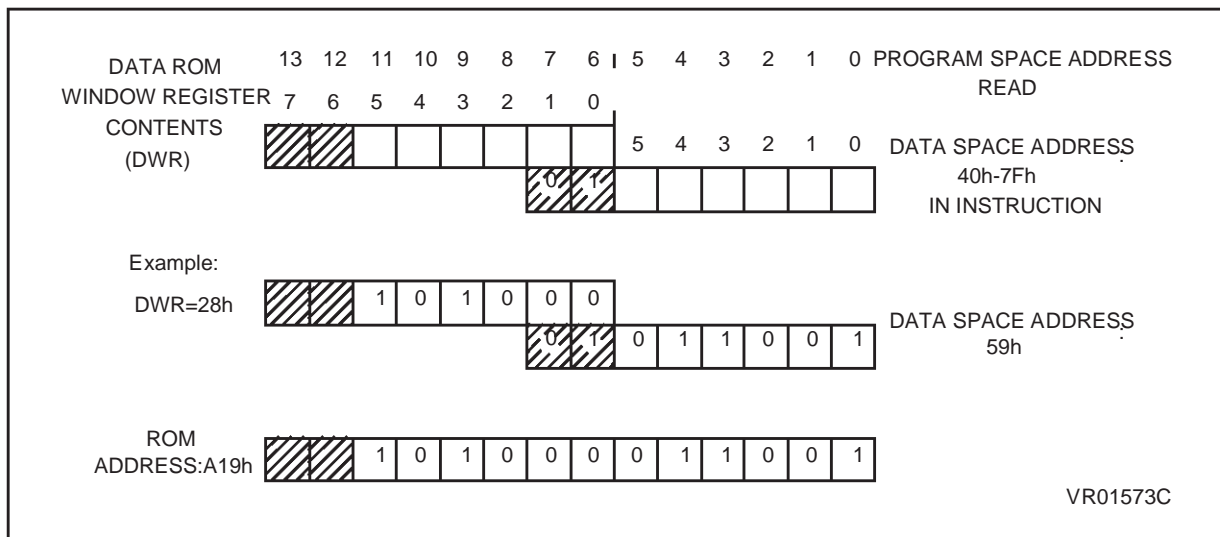 13 12 11 10 9 8 7 6 5 4 3 2 1 0 PROGRAM SPACE ADDRESS
READ
DATA ROM
WINDOW REGISTER 7 6 5 4 3 2 1 0
CONTENTS
(DWR)
5 4 3 2 1 0 DATA SPACE ADDRESS :
0 1 40h-7Fh
IN INSTRUCTION
Example:
DWR=28h 1 0 1 0 0 0
0 1 0 1 1 0 0 1 DATA SPACE ADDRESS :
59h
ROM
ADDRESS:A19h 1 0 1 0 0 0 0 1 1 0 0 1
VR01573C